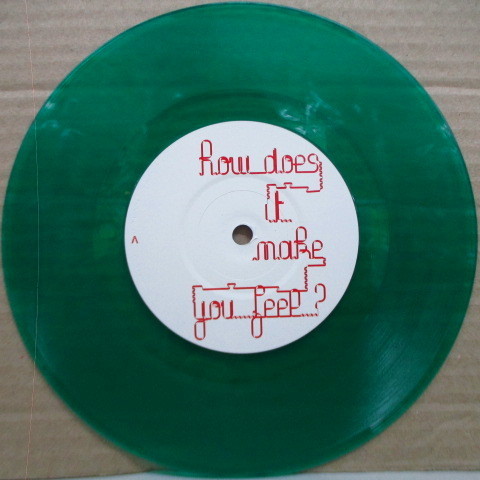 how does
it
make
you feel?
A